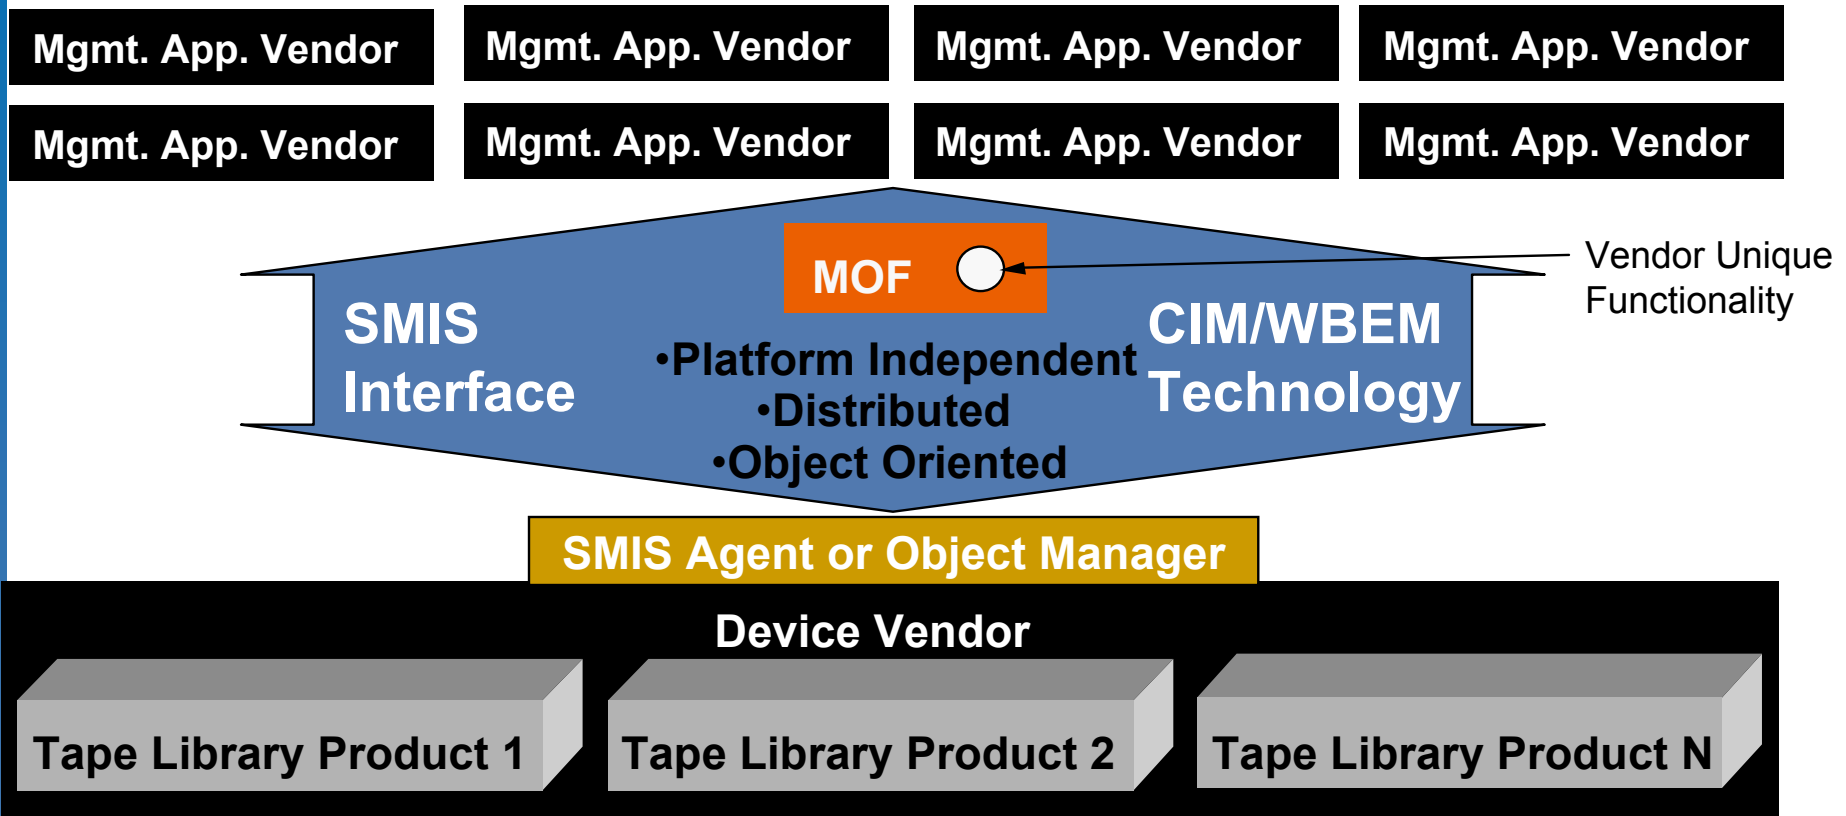 Mgmt. App. Vendor
Mgmt. App. Vendor
Mgmt. App. Vendor
Mgmt. App. Vendor
Mgmt. App. Vendor
Mgmt. App. Vendor
Mgmt. App. Vendor
Mgmt. App. Vendor
MOF
Vendor Unique
Functionality
SMIS
Interface
•Platform Independent
•Distributed
•Object Oriented
CIM/WBEM
Technology
SMIS Agent or Object Manager
Device Vendor
Tape Library Product 1
Tape Library Product 2
Tape Library Product N